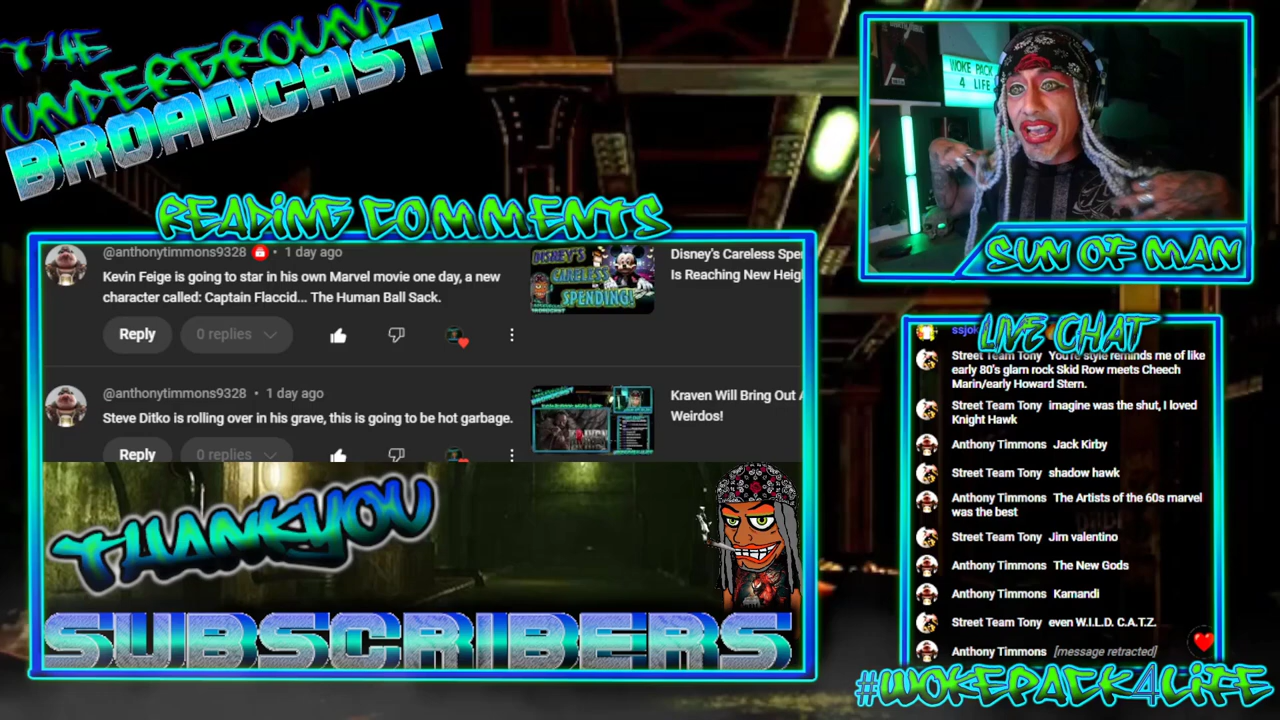 THE
UNDERGROUND
BROADCAST
WOKE PACK
4 LIFE
READING COMMENTS
SUN OF MAN
@anthonytimmons9328 • 1 day ago
Kevin Feige is going to star in his own Marvel movie one day, a new
character called: Captain Flaccid... The Human Ball Sack.
Reply 0 replies
DISNEY'S
CARELESS
SPENDING!
Disney's Careless Spe
Is Reaching New Heig
@anthonytimmons9328 • 1 day ago
Steve Ditko is rolling over in his grave, this is going to be hot garbage.
Reply 0 replies
Kraven Will Bring Out
Weirdos!
THANKYOU
SUBSCRIBERS
LIVE CHAT
ssjok
Street Team Tony You're style reminds me of like
early 80's glam rock Skid Row meets Cheech
Marin/early Howard Stern.
Street Team Tony imagine was the shut, I loved
Knight Hawk
Anthony Timmons Jack Kirby
Street Team Tony shadow hawk
Anthony Timmons The Artists of the 60s marvel
was the best
Street Team Tony Jim valentino
Anthony Timmons The New Gods
Anthony Timmons Kamandi
Street Team Tony even W.I.L.D. C.A.T.Z.
Anthony Timmons [message retracted]
#WOKEPACK4LIFE